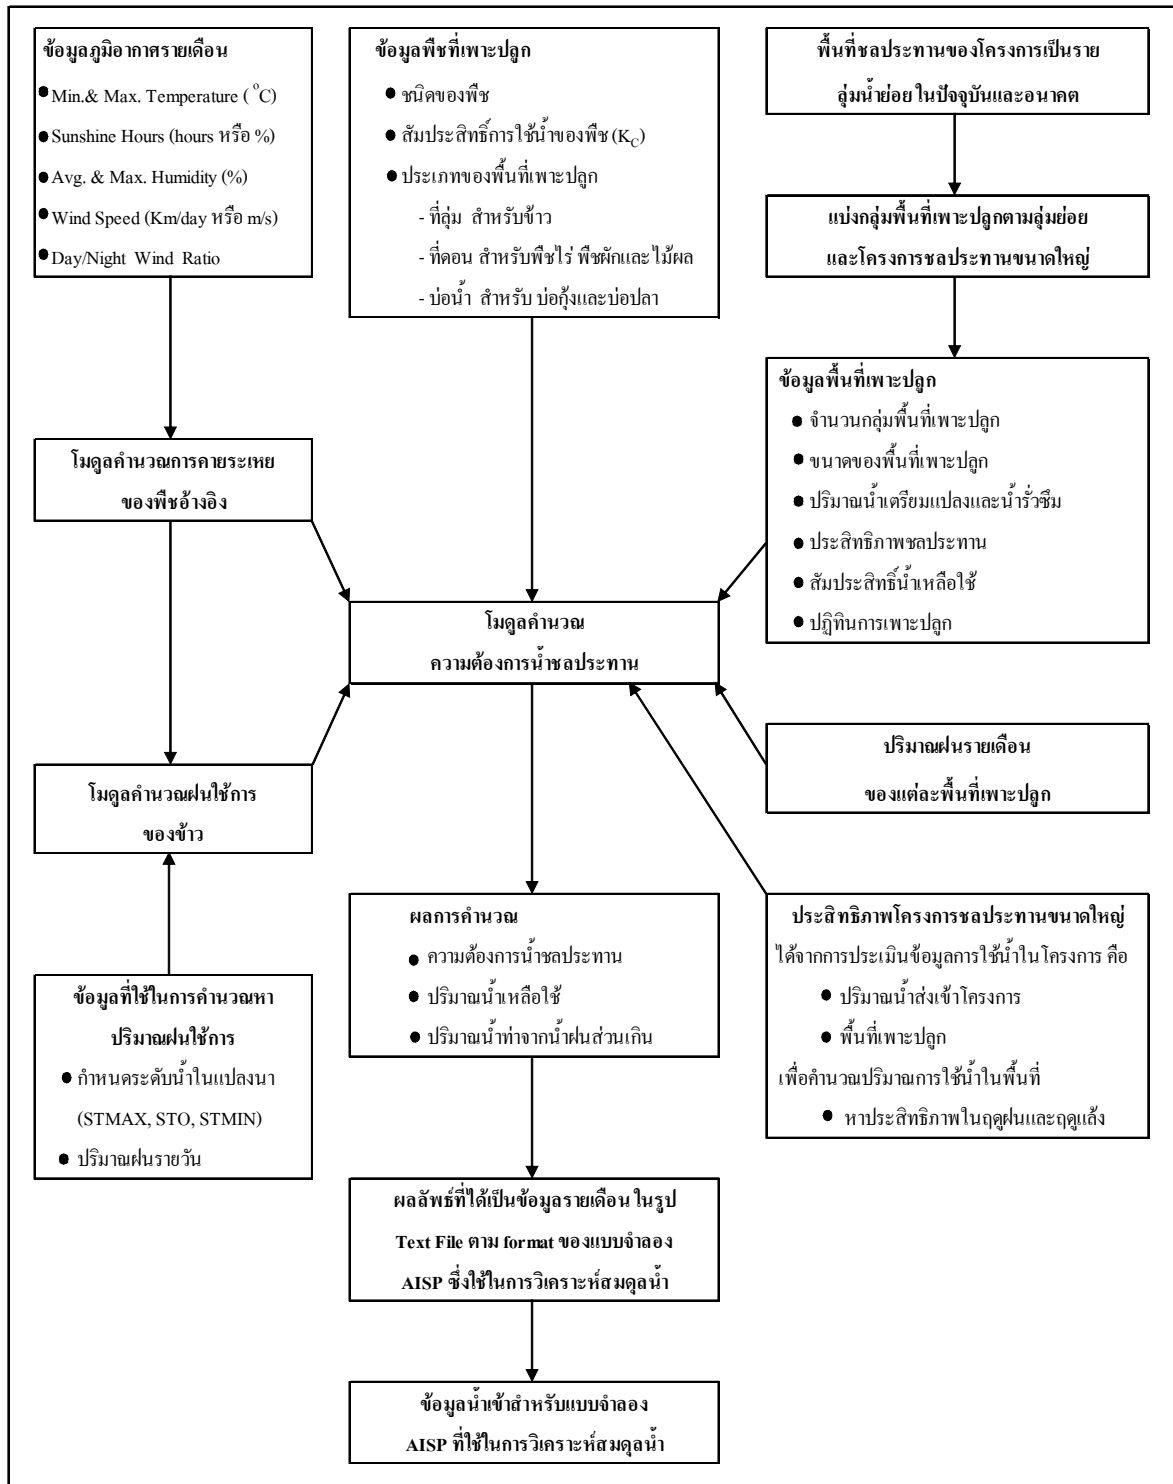 ข้อมูลภูมิอากาศรายเดือน
● Min.& Max. Temperature ( °C)
● Sunshine Hours (hours หรือ %)
● Avg. & Max. Humidity (%)
● Wind Speed (Km/day หรือ m/s)
● Day/Night Wind Ratio
ข้อมูลพืชที่เพาะปลูก
● ชนิดของพืช
● สัมประสิทธิ์การใช้น้ำของพืช (KC)
● ประเภทของพื้นที่เพาะปลูก
- ที่ลุ่ม สำหรับข้าว
- ที่ดอน สำหรับพืชไร่ พืชผักและไม้ผล
- บ่อน้ำ สำหรับ บ่อกุ้งและบ่อปลา
พื้นที่ชลประทานของโครงการเป็นราย
ลุ่มน้ำย่อย ในปัจจุบันและอนาคต
แบ่งกลุ่มพื้นที่เพาะปลูกตามลุ่มย่อย
และโครงการชลประทานขนาดใหญ่
ข้อมูลพื้นที่เพาะปลูก
● จำนวนกลุ่มพื้นที่เพาะปลูก
● ขนาดของพื้นที่เพาะปลูก
● ปริมาณน้ำเตรียมแปลงและน้ำรั่วซึม
● ประสิทธิภาพชลประทาน
● สัมประสิทธิ์น้ำเหลือใช้
● ปฏิทินการเพาะปลูก
โมดูลคำนวณการคายระเหย
ของพืชอ้างอิง
โมดูลคำนวณ
ความต้องการน้ำชลประทาน
ปริมาณฝนรายเดือน
ของแต่ละพื้นที่เพาะปลูก
โมดูลคำนวณฝนใช้การ
ของข้าว
ผลการคำนวณ
● ความต้องการน้ำชลประทาน
● ปริมาณน้ำเหลือใช้
● ปริมาณน้ำท่าจากน้ำฝนส่วนเกิน
ประสิทธิภาพโครงการชลประทานขนาดใหญ่
ได้จากการประเมินข้อมูลการใช้น้ำในโครงการ คือ
● ปริมาณน้ำส่งเข้าโครงการ
● พื้นที่เพาะปลูก
เพื่อคำนวณปริมาณการใช้น้ำในพื้นที่
● หาประสิทธิภาพในฤดูฝนและฤดูแล้ง
ข้อมูลที่ใช้ในการคำนวณหา
ปริมาณฝนใช้การ
● กำหนดระดับน้ำในแปลงนา
(STMAX, STO, STMIN)
● ปริมาณฝนรายวัน
ผลลัพธ์ที่ได้เป็นข้อมูลรายเดือน ในรูป
Text File ตาม format ของแบบจำลอง
AISP ซึ่งใช้ในการวิเคราะห์สมดุลน้ำ
ข้อมูลน้ำเข้าสำหรับแบบจำลอง
AISP ที่ใช้ในการวิเคราะห์สมดุลน้ำ